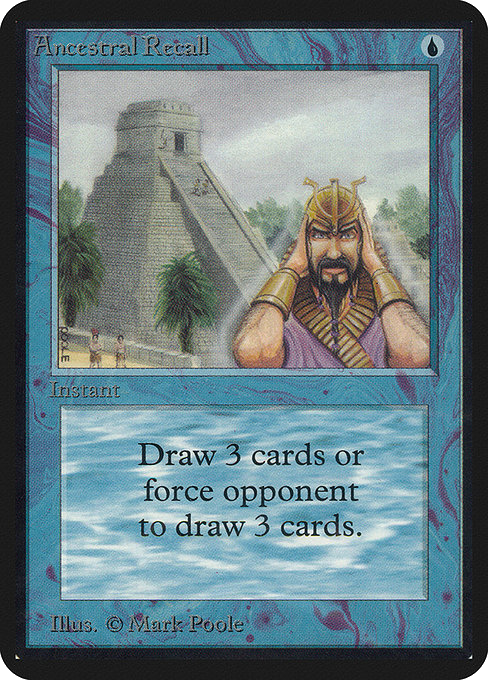 Ancestral Recall
Instant
Draw 3 cards or
force opponent
to draw 3 cards.
Illus. © Mark Poole